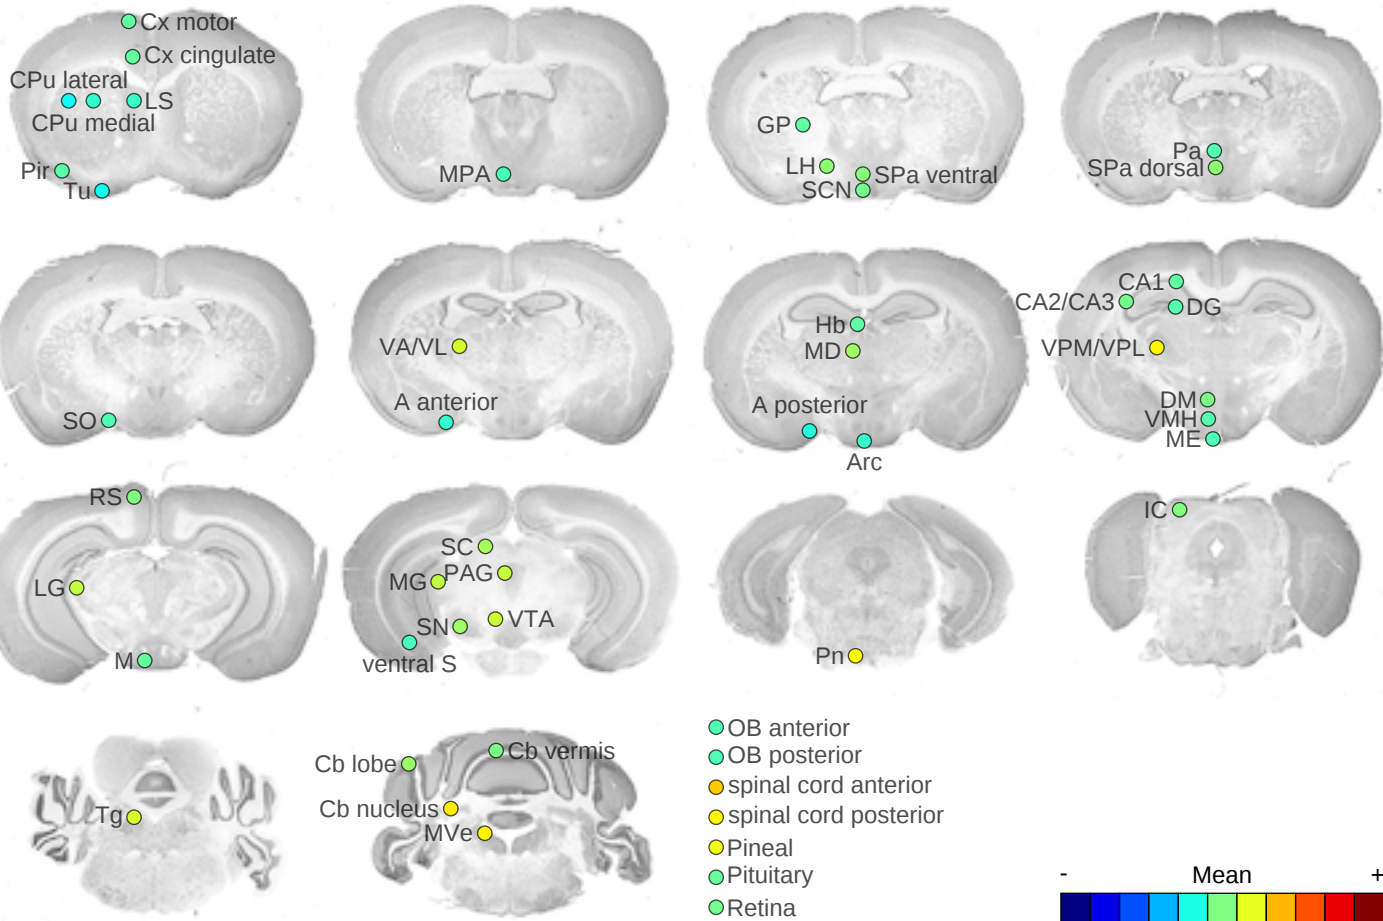 Cx motor
Cx cingulate
CPu lateral
LS
CPu medial
Pir
Tu
MPA
GP
LH
SPa ventral
SCN
Pa
SPa dorsal
SO
VA/VL
A anterior
Hb
MD
A posterior
Arc
CA1
CA2/CA3
DG
VPM/VPL
DM
VMH
ME
RS
LG
M
SC
PAG
MG
VTA
SN
ventral S
Pn
IC
Tg
Cb vermis
Cb lobe
Cb nucleus
MVe
OB anterior
OB posterior
spinal cord anterior
spinal cord posterior
Pineal
Pituitary
Retina
- Mean +